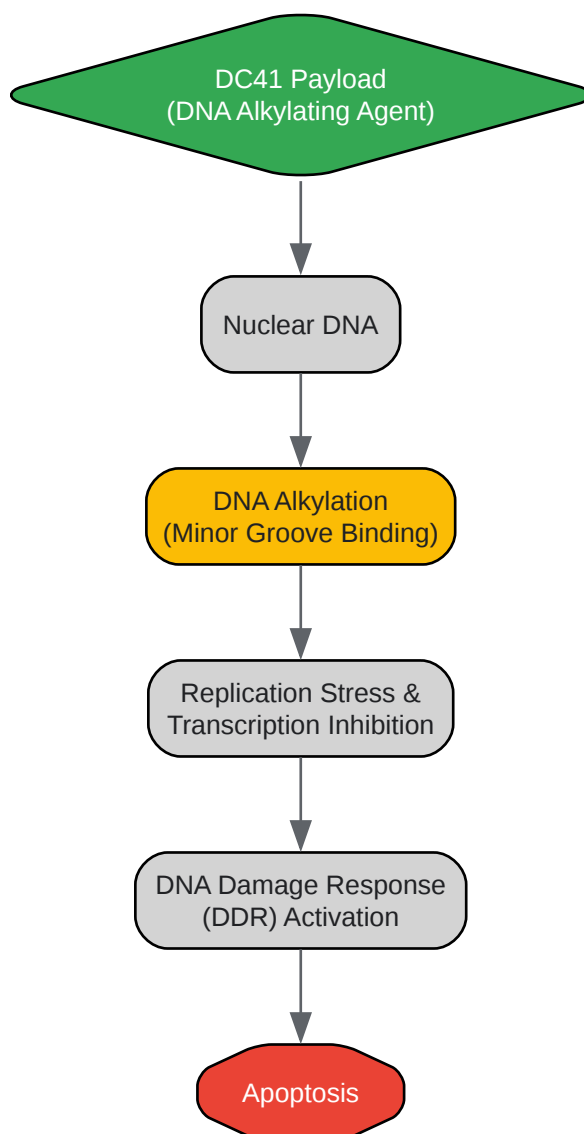 DC41 Payload
(DNA Alkylating Agent)
Nuclear DNA
DNA Alkylation
(Minor Groove Binding)
Replication Stress &
Transcription Inhibition
DNA Damage Response
(DDR) Activation
Apoptosis